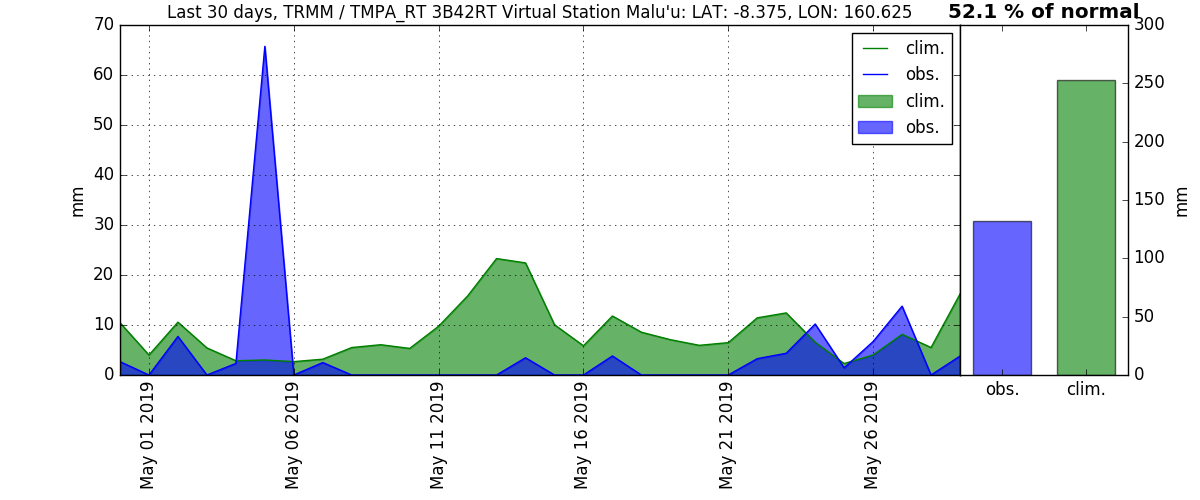 Last 30 days, TRMM / TMPA_RT 3B42RT Virtual Station Malu'u: LAT: -8.375, LON: 160.625
52.1 % of normal
70
60
50
40
30
20
10
0
mm
clim.
obs.
clim.
obs.
May 01 2019
May 06 2019
May 11 2019
May 16 2019
May 21 2019
May 26 2019
300
250
200
150
100
50
0
mm
obs.
clim.